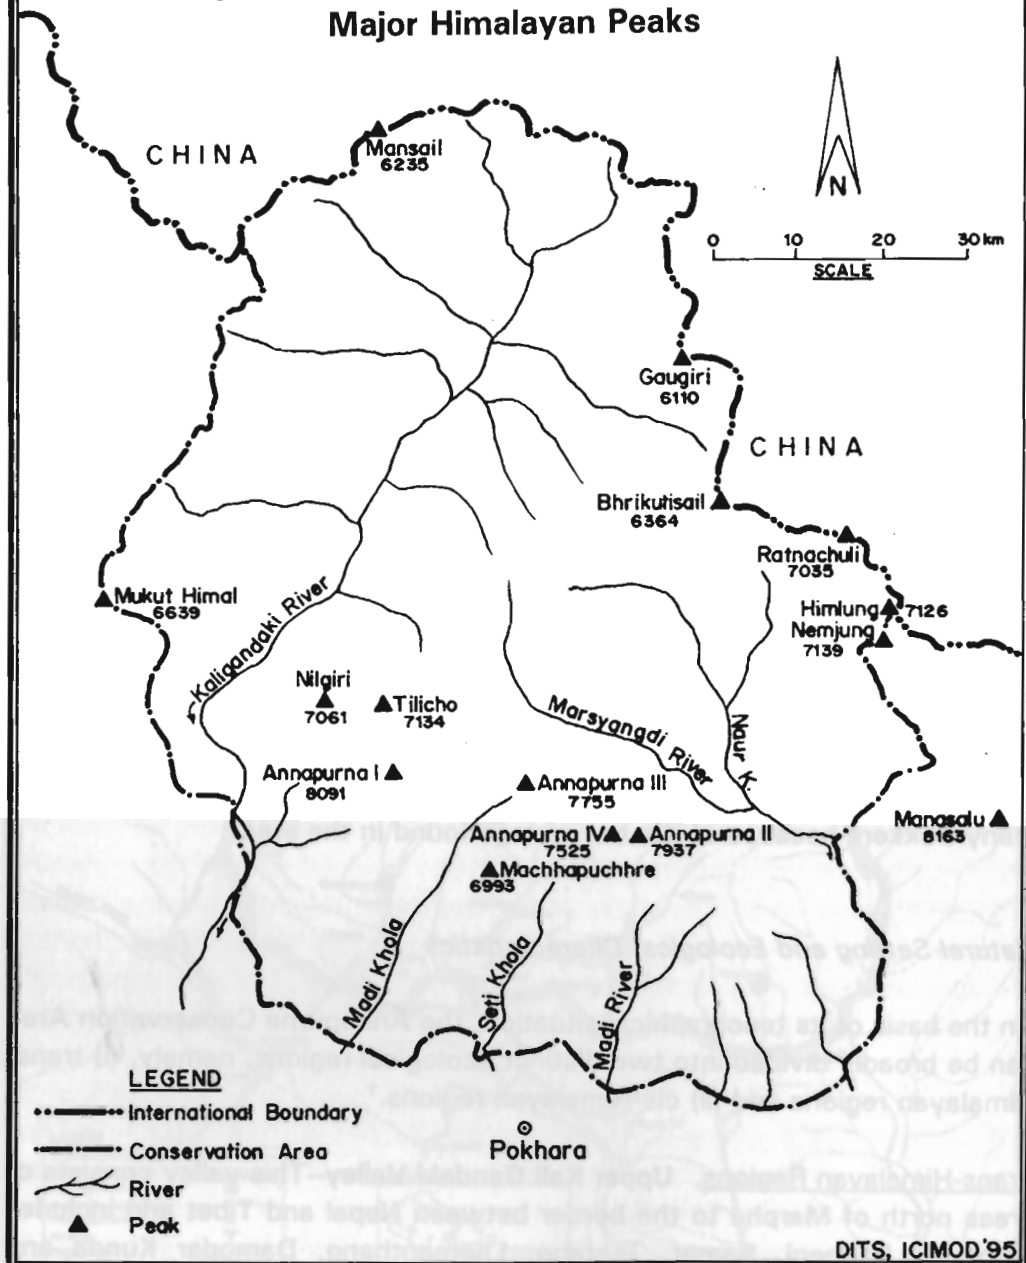 Major Himalayan Peaks
CHINA
Mansail
6235
N
0 10 20 30 km
SCALE
Gaugiri
6110
CHINA
Bhrikutisail
6364
Ratnachuli
7035
Mukut Himal
6639
Himlung 7126
Nemjung
7139
Kaligandaki River
Nilgiri
7061
Tilicho
7134
Marsyangdi River
Naur K.
Annapurna I
8091
Annapurna III
7755
Manasalu
8163
Annapurna IV
7525
Annapurna II
7937
Machhapuchhre
6993
Madi Khola
Seti Khola
Madi River
LEGEND
International Boundary
Conservation Area
River
Peak
Pokhara
DITS, ICIMOD '95